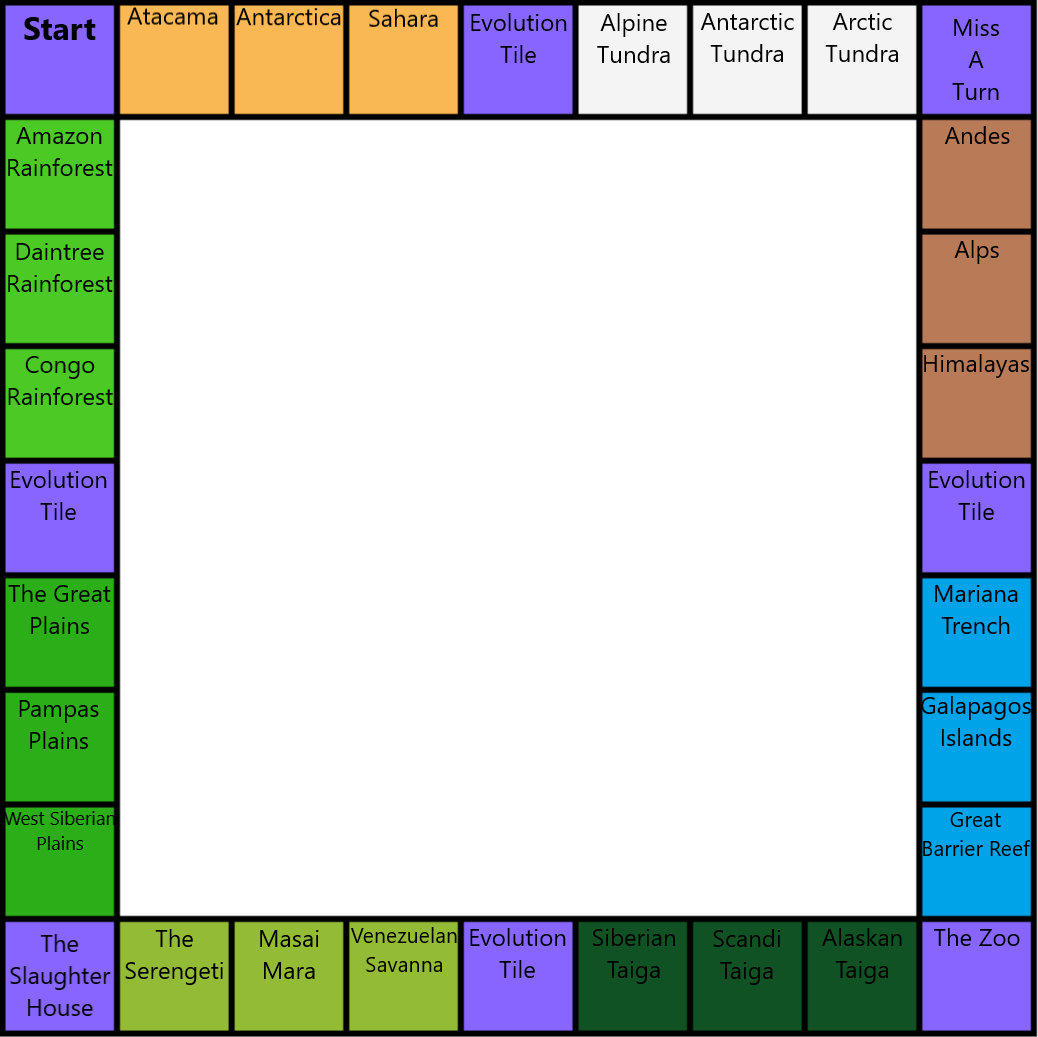 Start
Atacama
Antarctica
Sahara
Evolution
Tile
Alpine
Tundra
Antarctic
Tundra
Arctic
Tundra
Miss
A
Turn
Amazon
Rainforest
Andes
Daintree
Rainforest
Alps
Congo
Rainforest
Himalayas
Evolution
Tile
Evolution
Tile
The Great
Plains
Mariana
Trench
Pampas
Plains
Galapagos
Islands
West Siberian
Plains
Great
Barrier Reef
The
Slaughter
House
The
Serengeti
Masai
Mara
Venezuelan
Savanna
Evolution
Tile
Siberian
Taiga
Scandi
Taiga
Alaskan
Taiga
The Zoo